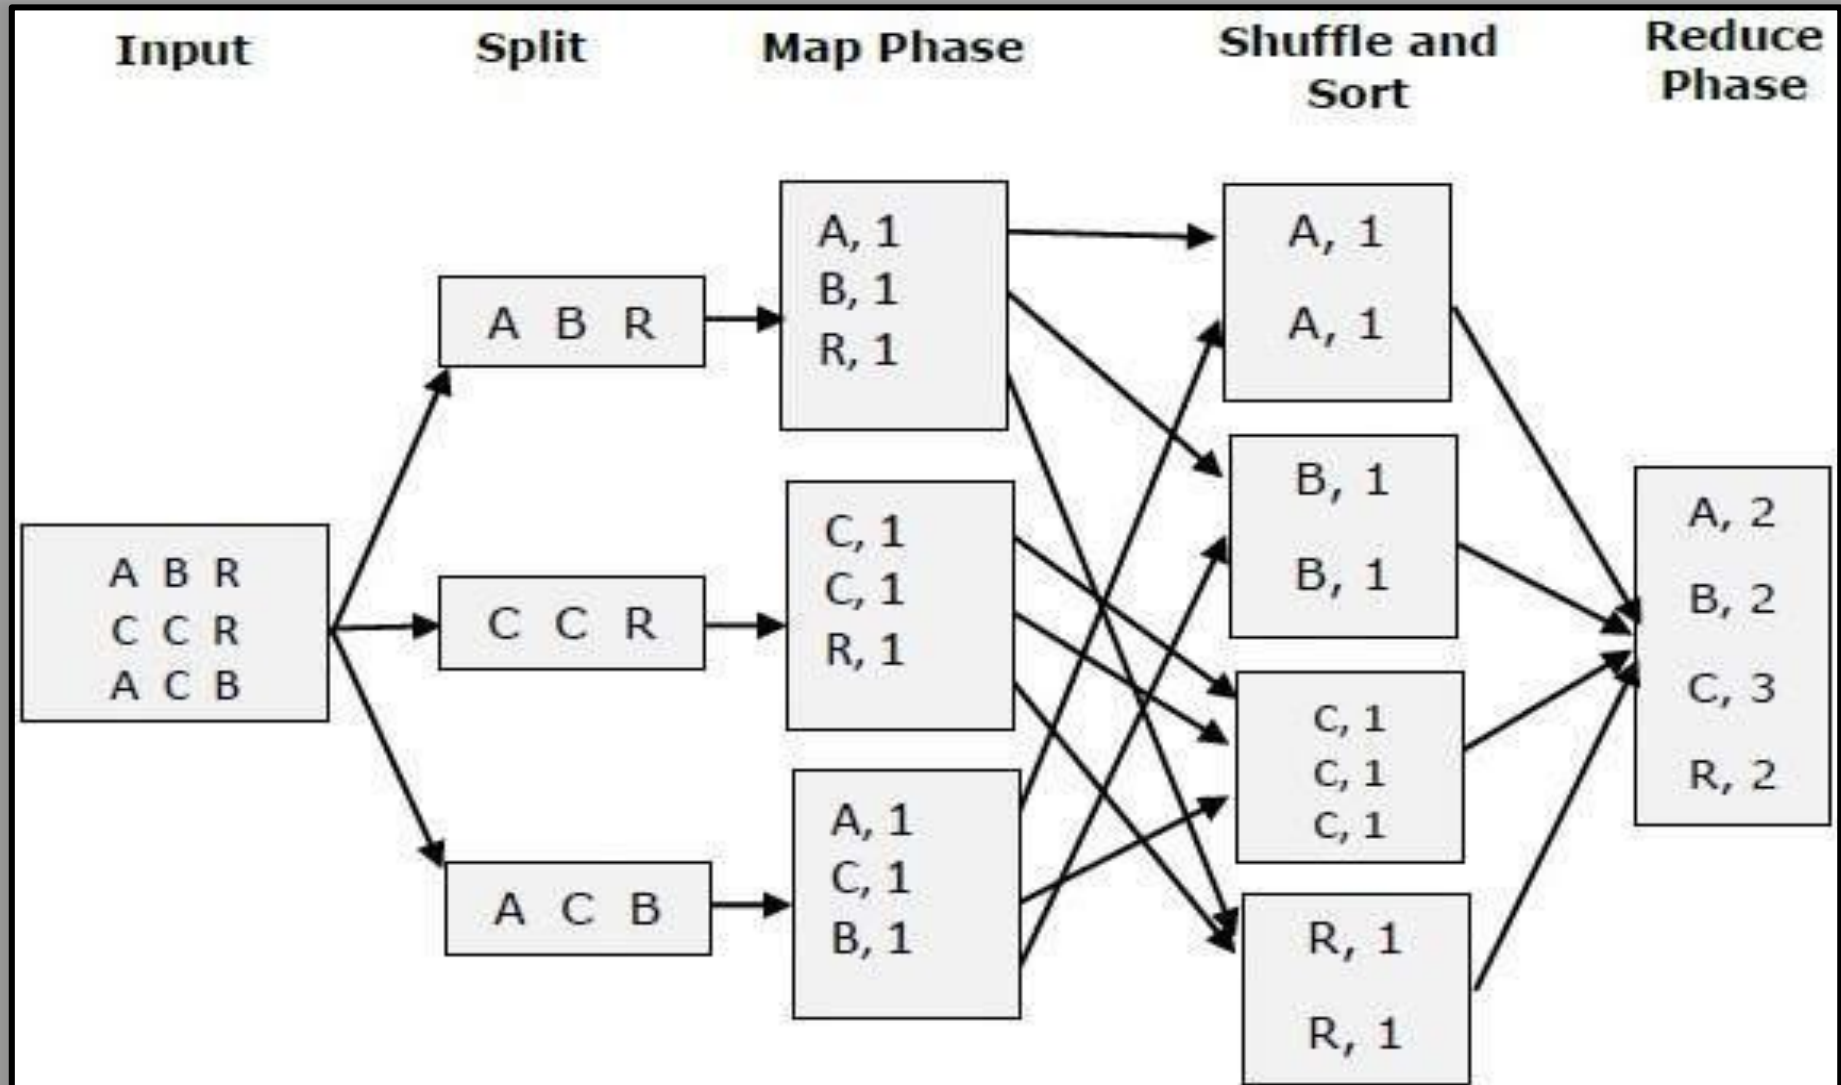 Input
Split
Map Phase
Shuffle and
Sort
Reduce
Phase
A B R
C C R
A C B
A B R
C C R
A C B
A, 1
B, 1
R, 1
C, 1
C, 1
R, 1
A, 1
C, 1
B, 1
A, 1
A, 1
B, 1
B, 1
C, 1
C, 1
C, 1
R, 1
R, 1
A, 2
B, 2
C, 3
R, 2